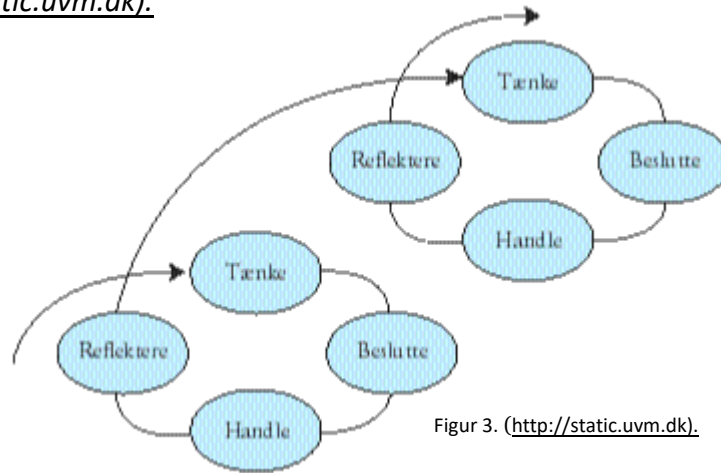 tic.uvm.dk).
Tænke
Reflektere
Beslutte
Handle
Tænke
Reflektere
Beslutte
Handle
Figur 3. (http://static.uvm.dk).